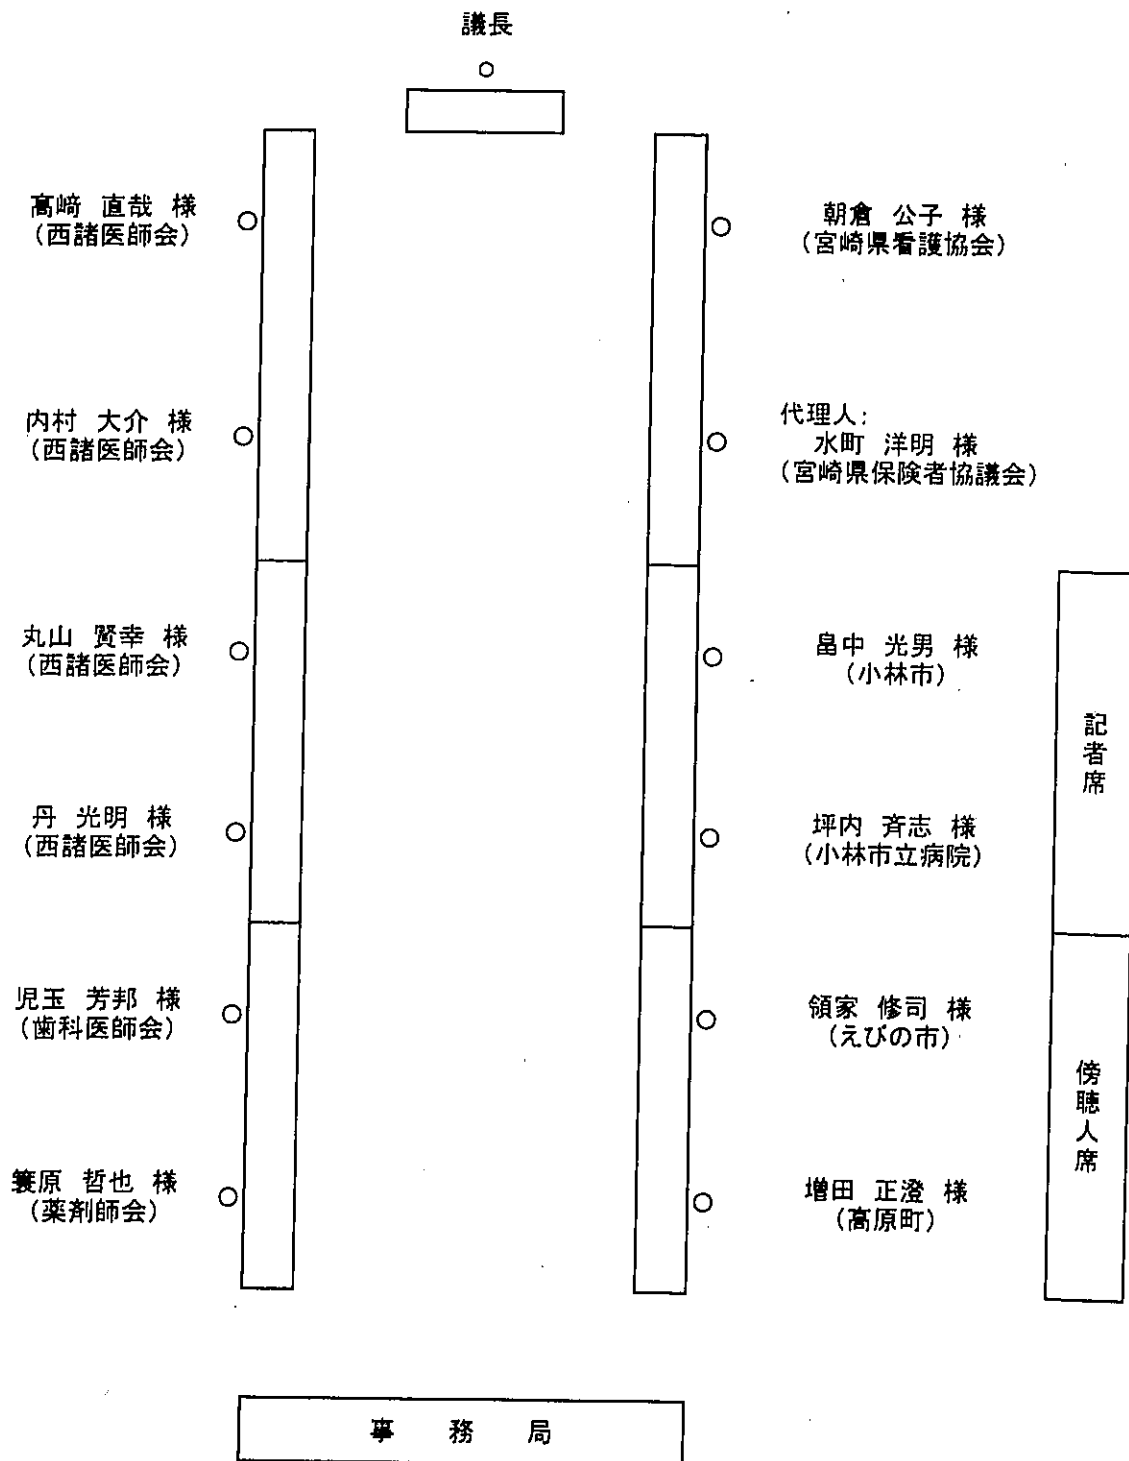 議長
髙﨑 直哉 様
(西諸医師会)
内村 大介 様
(西諸医師会)
丸山 賢幸 様
(西諸医師会)
丹 光明 様
(西諸医師会)
児玉 芳邦 様
(歯科医師会)
簑原 哲也 様
(薬剤師会)
朝倉 公子 様
(宮崎県看護協会)
代理人:
水町 洋明 様
(宮崎県保険者協議会)
畠中 光男 様
(小林市)
坪内 斉志 様
(小林市立病院)
領家 修司 様
(えびの市)
増田 正澄 様
(高原町)
記者席
傍聴人席
事 務 局